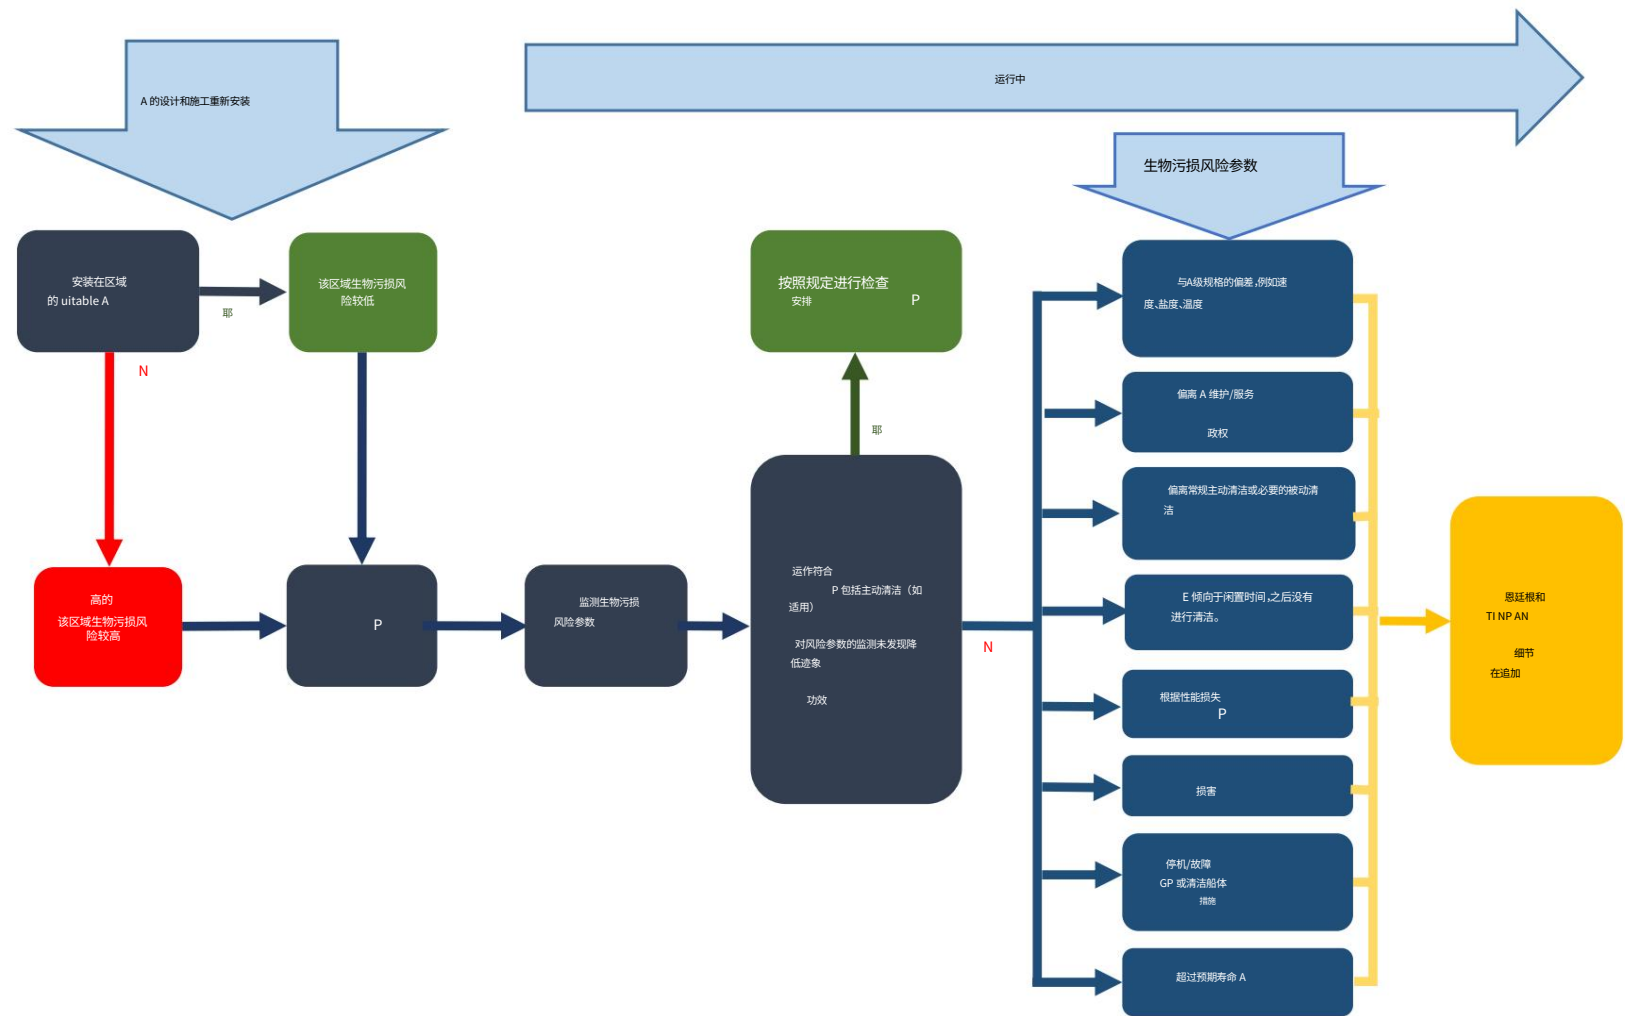 A 的设计和施工重新安装
运行中
生物污损风险参数
安装在区域
的 uitable A
耶
该区域生物污损风
险较低
N
高的
该区域生物污损风
险较高
P
监测生物污损
风险参数
按照规定进行检查
安排 P
耶
运作符合
P 包括主动清洁（如
适用）
对风险参数的监测未发现降
低迹象
功效
N
与A级规格的偏差,例如速
度、盐度、温度
偏离 A 维护/服务
政权
偏离常规主动清洁或必要的被动清
洁
E 倾向于闲置时间，之后没有
进行清洁。
根据性能损失
P
损害
停机/故障
GP 或清洁船体
措施
超过预期寿命 A
恩廷根和
TI NP AN
细节
在追加